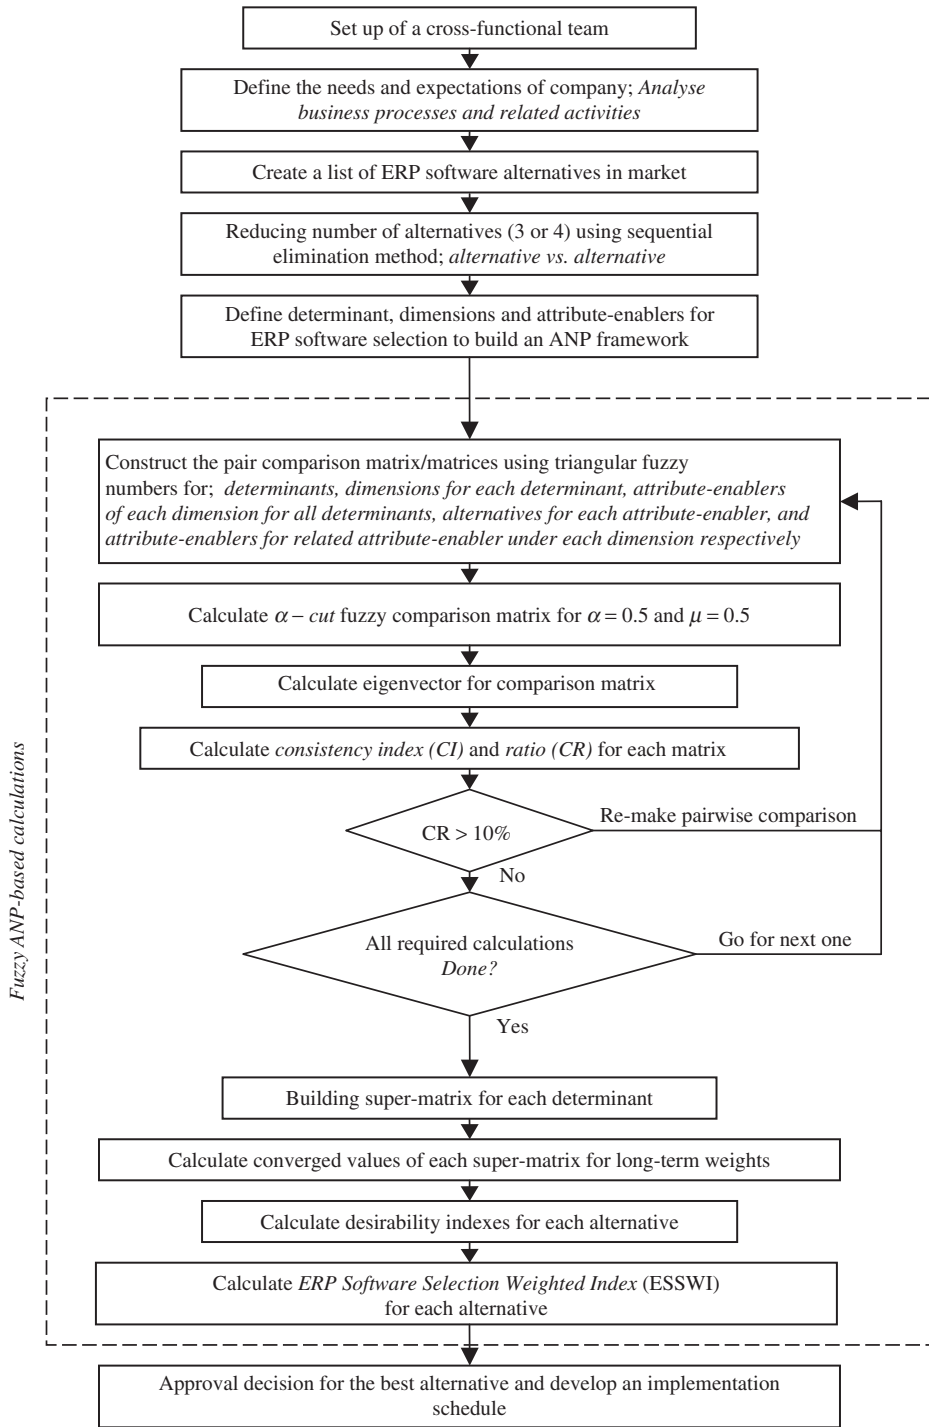 Set up of a cross-functional team
Define the needs and expectations of company; Analyse
business processes and related activities
Create a list of ERP software alternatives in market
Reducing number of alternatives (3 or 4) using sequential
elimination method; alternative vs. alternative
Define determinant, dimensions and attribute-enablers for
ERP software selection to build an ANP framework
Construct the pair comparison matrix/matrices using triangular fuzzy
numbers for; determinants, dimensions for each determinant, attribute-enablers
of each dimension for all determinants, alternatives for each attribute-enabler, and
attribute-enablers for related attribute-enabler under each dimension respectively
Calculate α – cut fuzzy comparison matrix for α = 0.5 and μ = 0.5
Calculate eigenvector for comparison matrix
Calculate consistency index (CI) and ratio (CR) for each matrix
CR > 10%
Re-make pairwise comparison
No
All required calculations
Done?
Go for next one
Yes
Building super-matrix for each determinant
Calculate converged values of each super-matrix for long-term weights
Calculate desirability indexes for each alternative
Calculate ERP Software Selection Weighted Index (ESSWI)
for each alternative
Fuzzy ANP-based calculations
Approval decision for the best alternative and develop an implementation
schedule